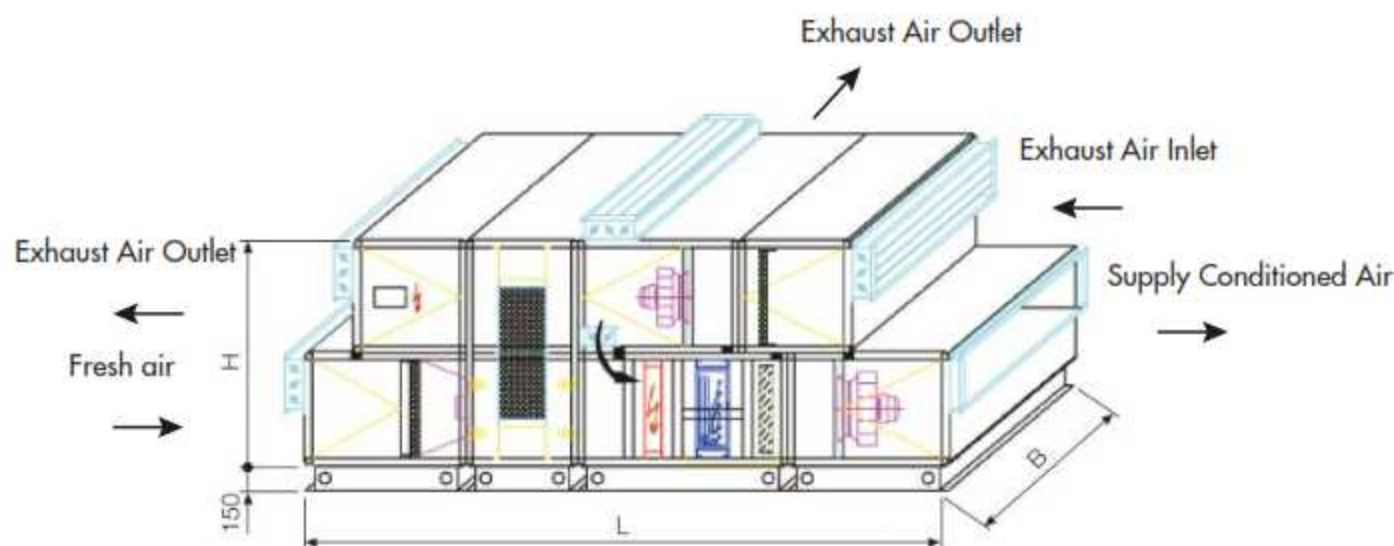 Exhaust Air Outlet
Exhaust Air Inlet
Exhaust Air Outlet
Supply Conditioned Air
Fresh air
H
B
150
L